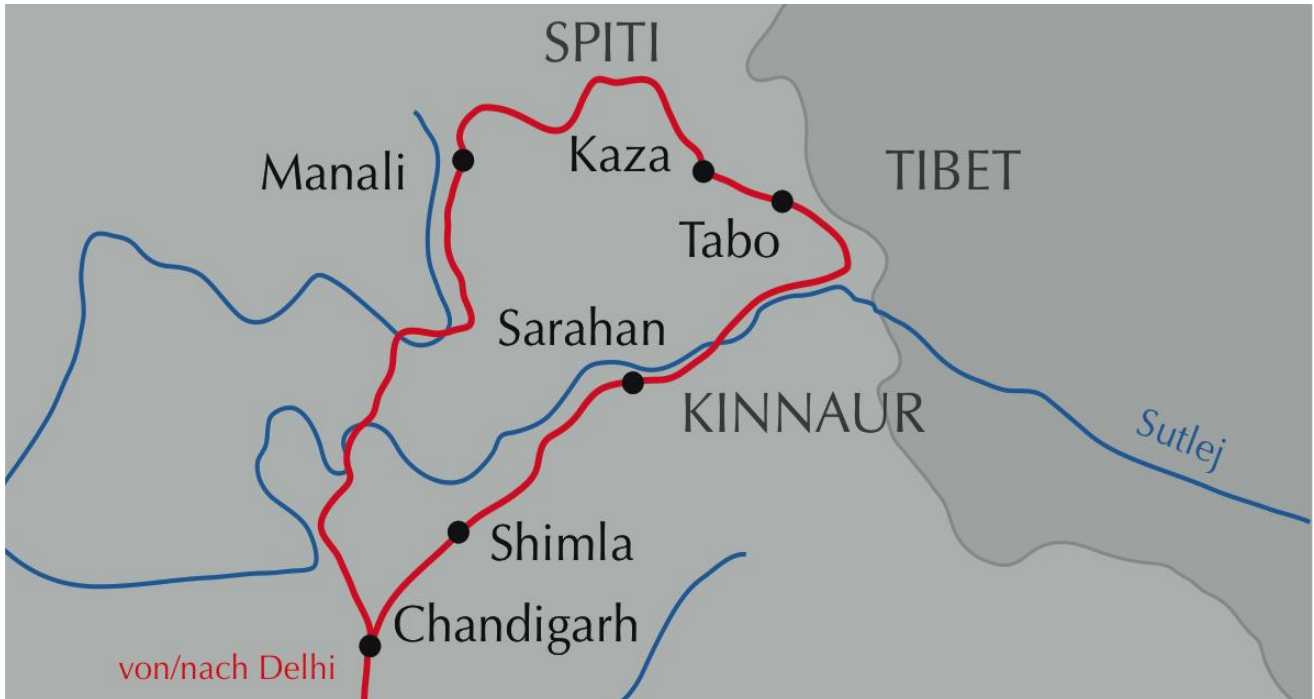 SPITI
Manali
Kaza
TIBET
Tabo
Sarahan
KINNAUR
Sutlej
Shimla
Chandigarh
von/nach Delhi